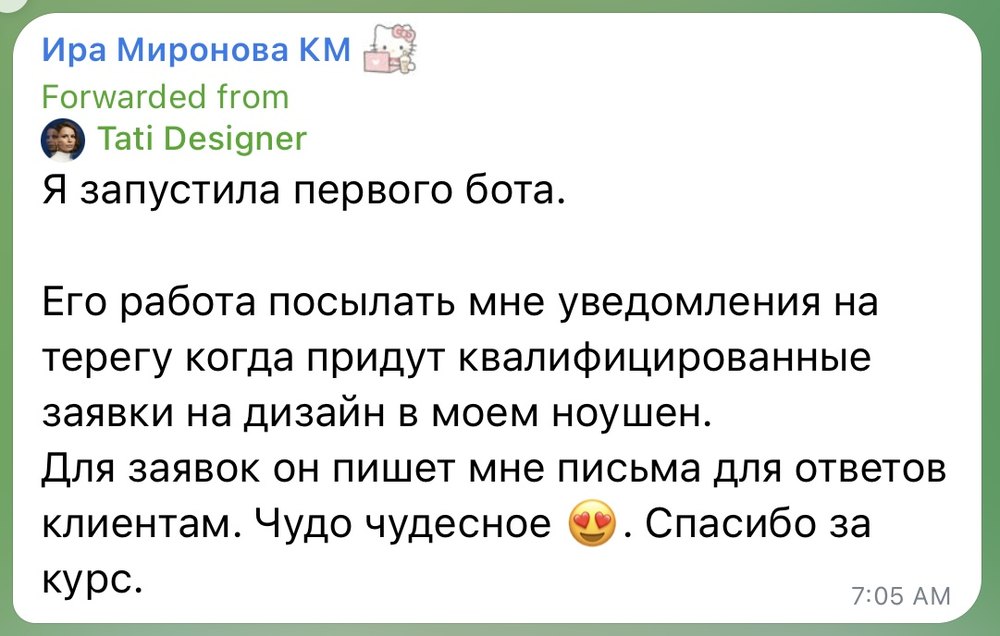 Ира Миронова КМ
Forwarded from
Tati Designer
Я запустила первого бота.
Его работа посылать мне уведомления на
терегу когда придут квалифицированные
заявки на дизайн в моем ноушен.
Для заявок он пишет мне письма для ответов
клиентам. Чудо чудесное 😍. Спасибо за
курс.
7:05 AM